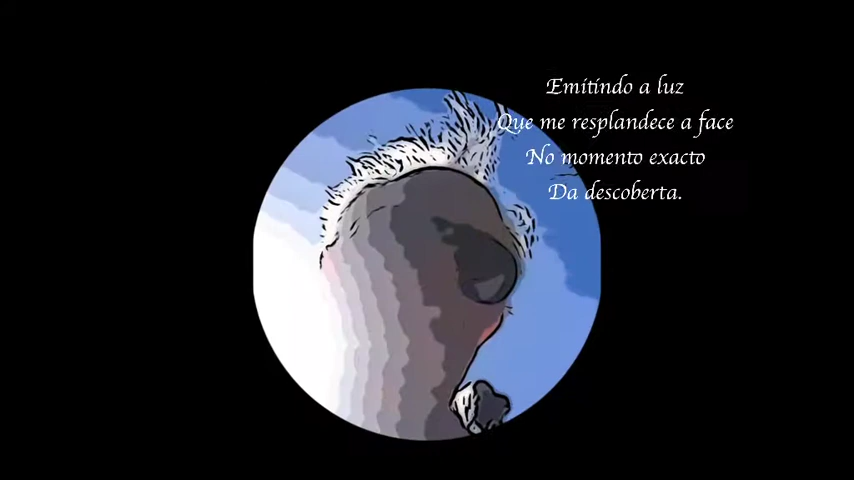 Emitindo a luz
Que me resplandece a face
No momento exacto
Da descoberta.